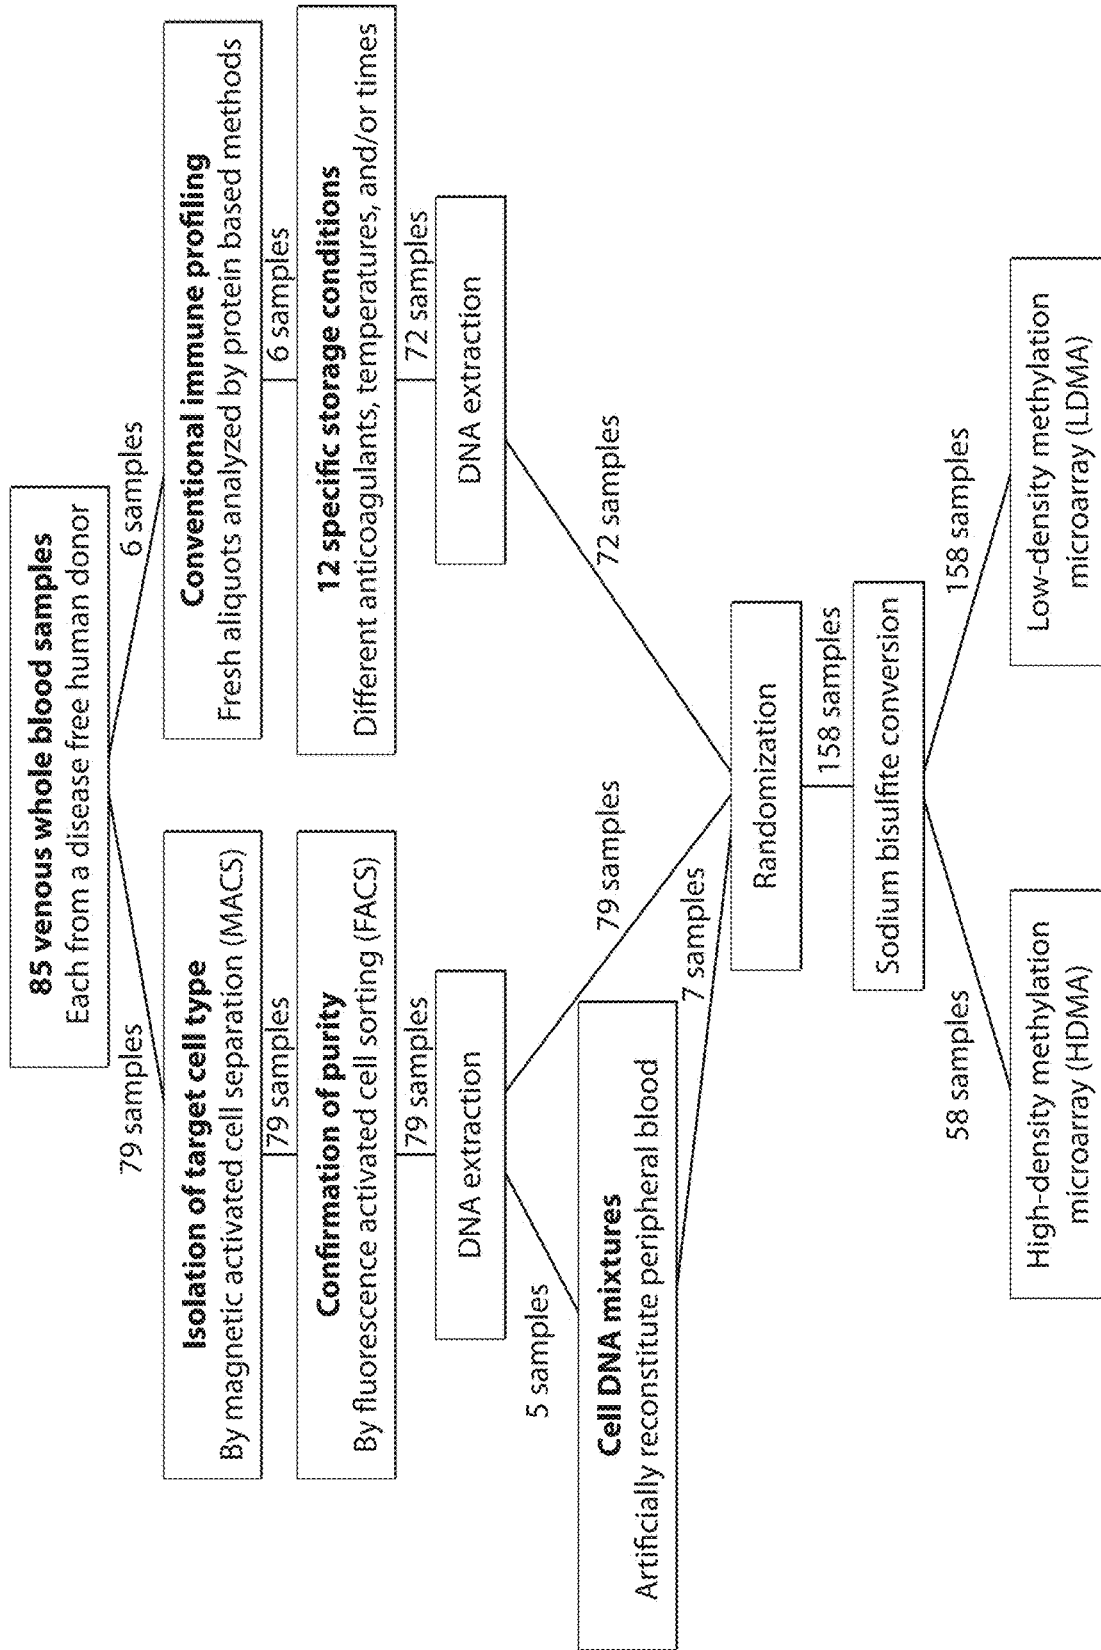 85 venous whole blood samples
Each from a disease free human donor
79 samples
6 samples
Isolation of target cell type
By magnetic activated cell separation (MACS)
Conventional immune profiling
Fresh aliquots analyzed by protein based methods
79 samples
6 samples
Confirmation of purity
By fluorescence activated cell sorting (FACS)
12 specific storage conditions
Different anticoagulants, temperatures, and/or times
79 samples
72 samples
DNA extraction
DNA extraction
5 samples
79 samples
72 samples
Cell DNA mixtures
Artificially reconstitute peripheral blood
7 samples
Randomization
158 samples
Sodium bisulfite conversion
58 samples
158 samples
High-density methylation
microarray (HDMA)
Low-density methylation
microarray (LDMA)